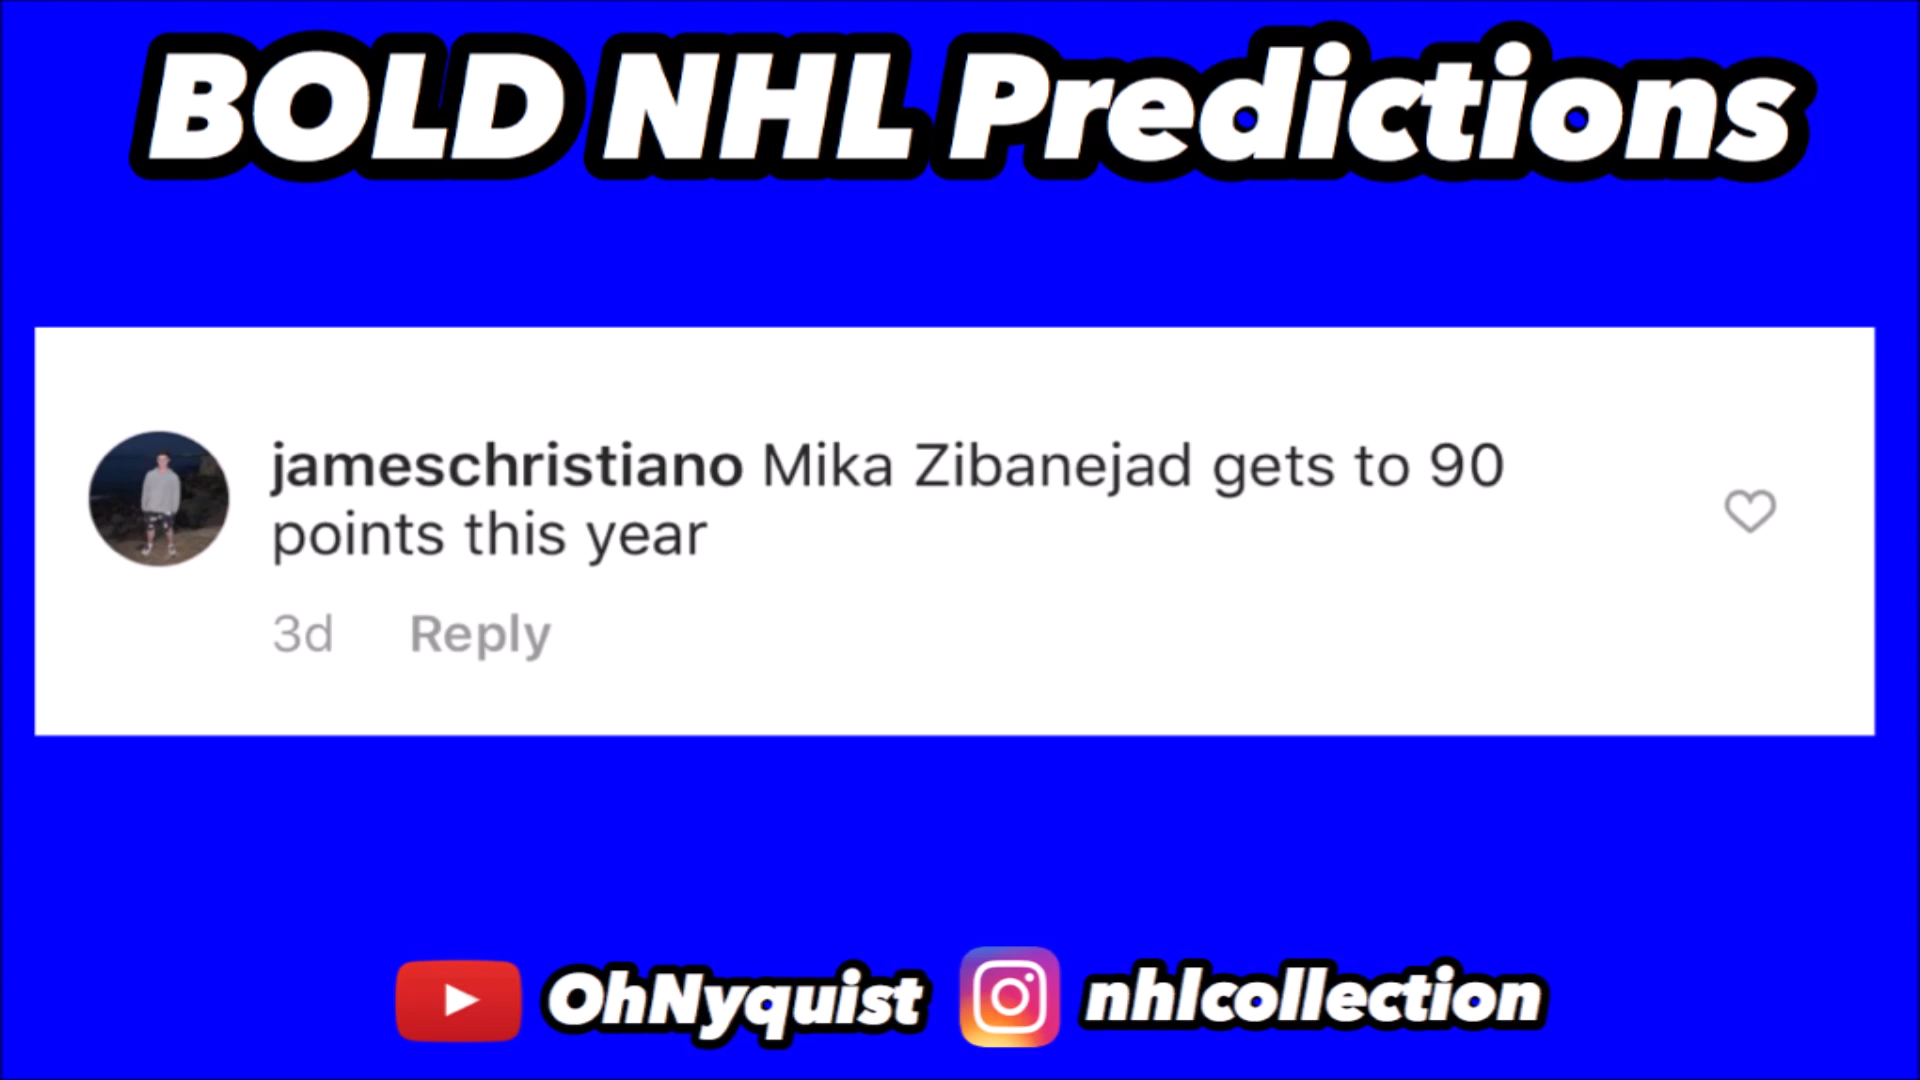 BOLD NHL Predictions
jameschristiano Mika Zibanejad gets to 90
points this year
3d Reply
OhNyquist nhlcollection